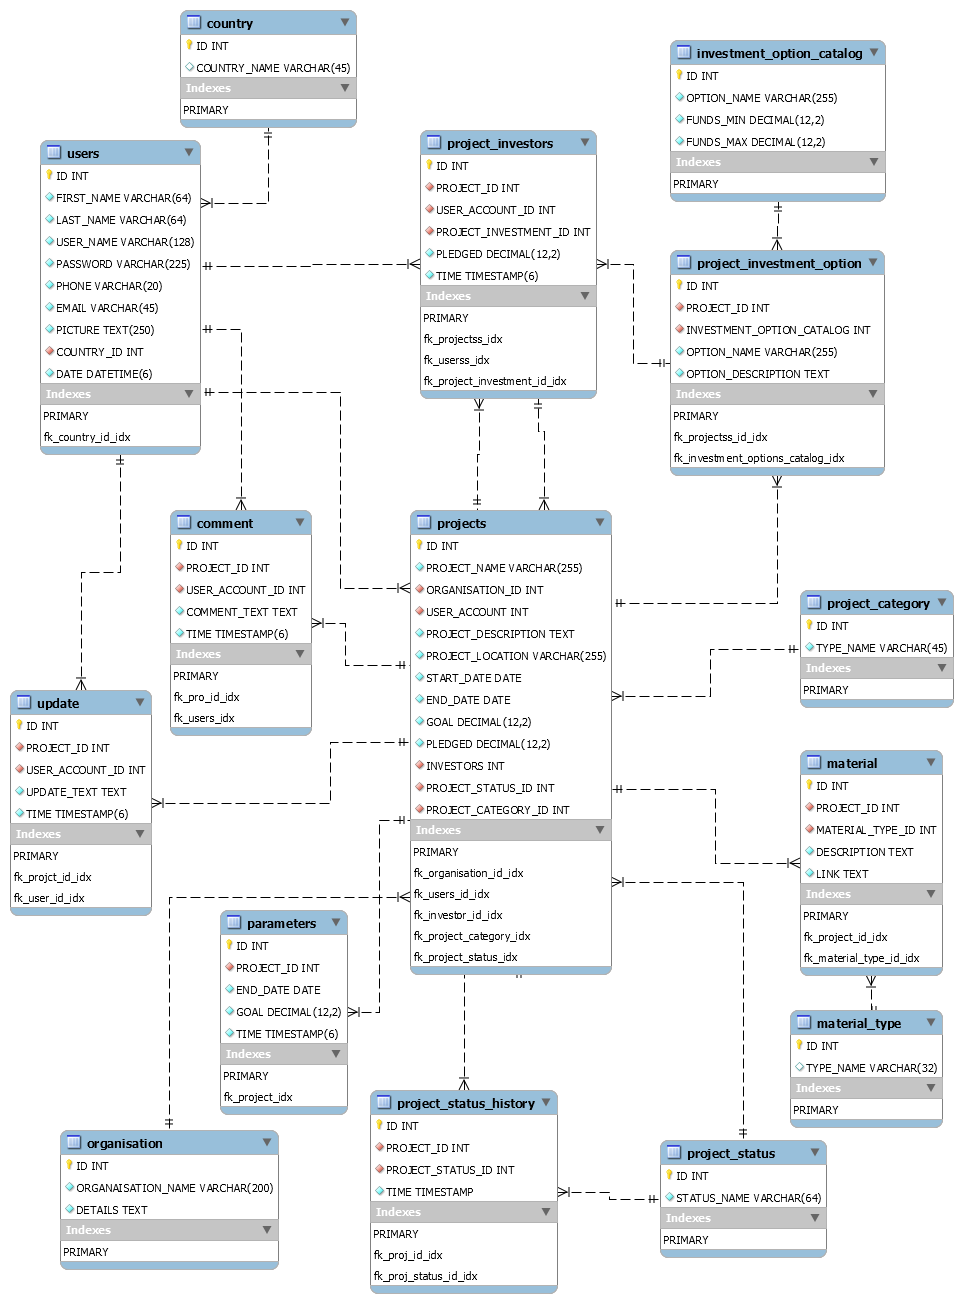 country
ID INT
COUNTRY_NAME VARCHAR(45)
Indexes
PRIMARY
investment_option_catalog
ID INT
OPTION_NAME VARCHAR(255)
FUNDS_MIN DECIMAL(12,2)
FUNDS_MAX DECIMAL(12,2)
Indexes
PRIMARY
users
ID INT
FIRST_NAME VARCHAR(64)
LAST_NAME VARCHAR(64)
USER_NAME VARCHAR(128)
PASSWORD VARCHAR(225)
PHONE VARCHAR(20)
EMAIL VARCHAR(45)
PICTURE TEXT(250)
COUNTRY_ID INT
DATE DATETIME(6)
Indexes
PRIMARY
fk_country_id_idx
project_investors
ID INT
PROJECT_ID INT
USER_ACCOUNT_ID INT
PROJECT_INVESTMENT_ID INT
PLEDGED DECIMAL(12,2)
TIME TIMESTAMP(6)
Indexes
PRIMARY
fk_projectss_idx
fk_userss_idx
fk_project_investment_id_idx
project_investment_option
ID INT
PROJECT_ID INT
INVESTMENT_OPTION_CATALOG INT
OPTION_NAME VARCHAR(255)
OPTION_DESCRIPTION TEXT
Indexes
PRIMARY
fk_projectss_id_idx
fk_investment_options_catalog_idx
comment
ID INT
PROJECT_ID INT
USER_ACCOUNT_ID INT
COMMENT_TEXT TEXT
TIME TIMESTAMP(6)
Indexes
PRIMARY
fk_pro_id_idx
fk_users_idx
projects
ID INT
PROJECT_NAME VARCHAR(255)
ORGANISATION_ID INT
USER_ACCOUNT INT
PROJECT_DESCRIPTION TEXT
PROJECT_LOCATION VARCHAR(255)
START_DATE DATE
END_DATE DATE
GOAL DECIMAL(12,2)
PLEDGED DECIMAL(12,2)
INVESTORS INT
PROJECT_STATUS_ID INT
PROJECT_CATEGORY_ID INT
Indexes
PRIMARY
fk_organisation_id_idx
fk_users_id_idx
fk_investor_id_idx
fk_project_category_idx
fk_project_status_idx
project_category
ID INT
TYPE_NAME VARCHAR(45)
Indexes
PRIMARY
update
ID INT
PROJECT_ID INT
USER_ACCOUNT_ID INT
UPDATE_TEXT TEXT
TIME TIMESTAMP(6)
Indexes
PRIMARY
fk_projct_id_idx
fk_user_id_idx
material
ID INT
PROJECT_ID INT
MATERIAL_TYPE_ID INT
DESCRIPTION TEXT
LINK TEXT
Indexes
PRIMARY
fk_project_id_idx
fk_material_type_id_idx
parameters
ID INT
PROJECT_ID INT
END_DATE DATE
GOAL DECIMAL(12,2)
TIME TIMESTAMP(6)
Indexes
PRIMARY
fk_project_idx
material_type
ID INT
TYPE_NAME VARCHAR(32)
Indexes
PRIMARY
project_status_history
ID INT
PROJECT_ID INT
PROJECT_STATUS_ID INT
TIME TIMESTAMP
Indexes
PRIMARY
fk_proj_id_idx
fk_proj_status_id_idx
organisation
ID INT
ORGANAISATION_NAME VARCHAR(200)
DETAILS TEXT
Indexes
PRIMARY
project_status
ID INT
STATUS_NAME VARCHAR(64)
Indexes
PRIMARY